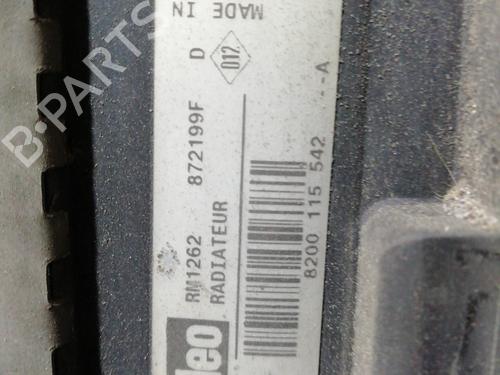 MADE IN
872199F D 012
RM1262
RADIATEUR
8200 115 542 ---A
leo
B-PARTS